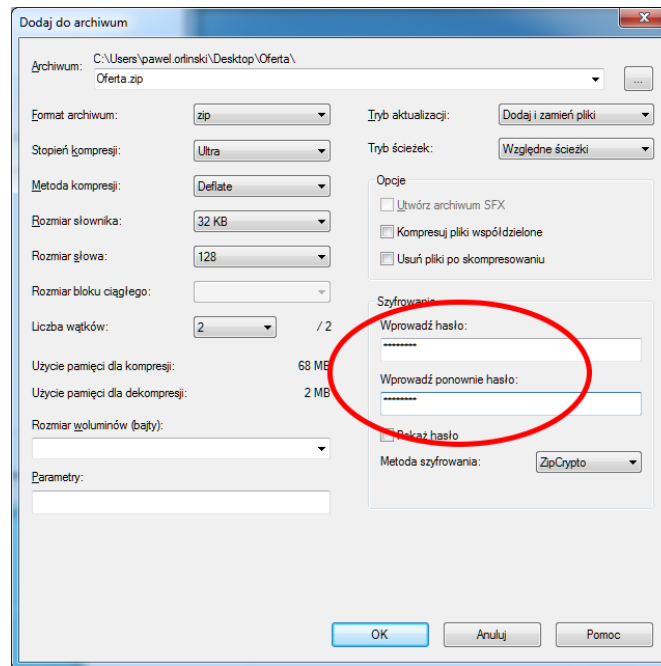 Dodaj do archiwum
Archiwum:
C:\Users\pawel.orlinski\Desktop\Oferta\
Oferta.zip
...
Format archiwum:
zip
Stopień kompresji:
Ultra
Metoda kompresji:
Deflate
Rozmiar słownika:
32 KB
Rozmiar słowa:
128
Rozmiar bloku ciągłego:
Liczba wątków:
2
/ 2
Użycie pamięci dla kompresji:
68 MB
Użycie pamięci dla dekompresji:
2 MB
Rozmiar woluminów (bajty):
Parametry:
Tryb aktualizacji:
Dodaj i zamień pliki
Tryb ścieżek:
Względne ścieżki
Opcje
Utwórz archiwum SFX
Kompresuj pliki współdzielone
Usuń pliki po skompresowaniu
Szyfrowanie
Wprowadź hasło:
********
Wprowadź ponownie hasło:
********
Pokaż hasło
Metoda szyfrowania:
ZipCrypto
OK
Anuluj
Pomoc